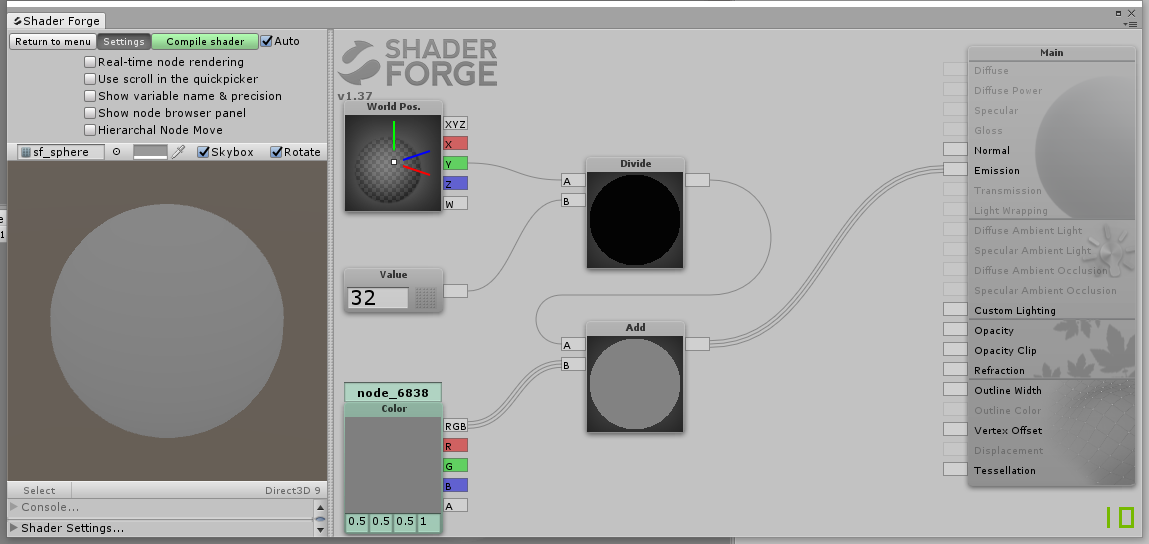 Shader Forge
Return to menu Settings Compile shader Auto
Real-time node rendering
Use scroll in the quickpicker
Show variable name & precision
Show node browser panel
Hierarchal Node Move
sf_sphere Skybox Rotate
Select Direct3D 9
Console...
Shader Settings...
SHADER
FORGE
v1.37
World Pos.
XYZ
X
Y
Z
W
Value
32
node_6838
Color
RGB
R
G
B
A
0.5 0.5 0.5 1
Divide
A
B
Add
A
B
Main
Diffuse
Diffuse Power
Specular
Gloss
Normal
Emission
Transmission
Light Wrapping
Diffuse Ambient Light
Specular Ambient Light
Diffuse Ambient Occlusion
Specular Ambient Occlusion
Custom Lighting
Opacity
Opacity Clip
Refraction
Outline Width
Outline Color
Vertex Offset
Displacement
Tessellation
10